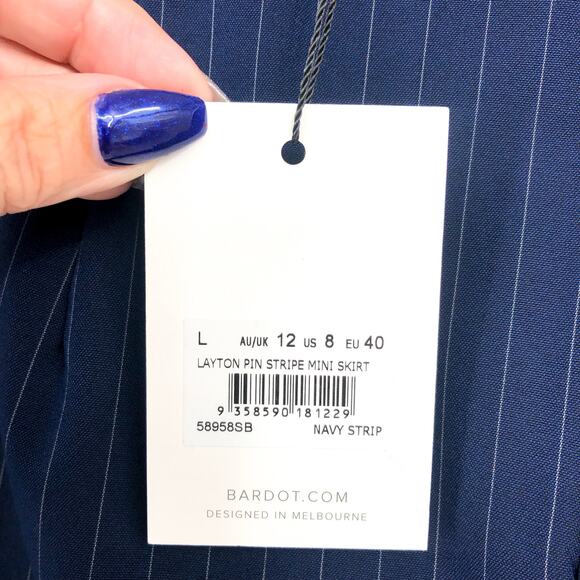 L AU/UK 12 US 8 EU 40
LAYTON PIN STRIPE MINI SKIRT
9 358590 181229
58958SB NAVY STRIP
BARDOT.COM
DESIGNED IN MELBOURNE